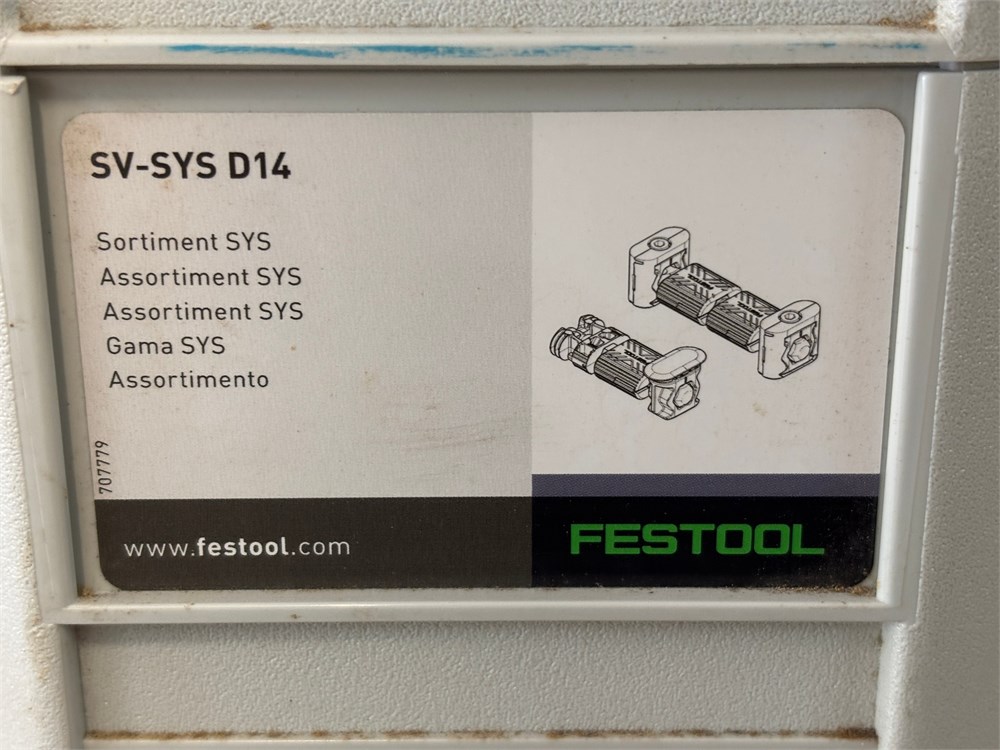 SV-SYS D14
Sortiment SYS
Assortiment SYS
Assortiment SYS
Gama SYS
Assortimento
707779
www.festool.com
FESTOOL